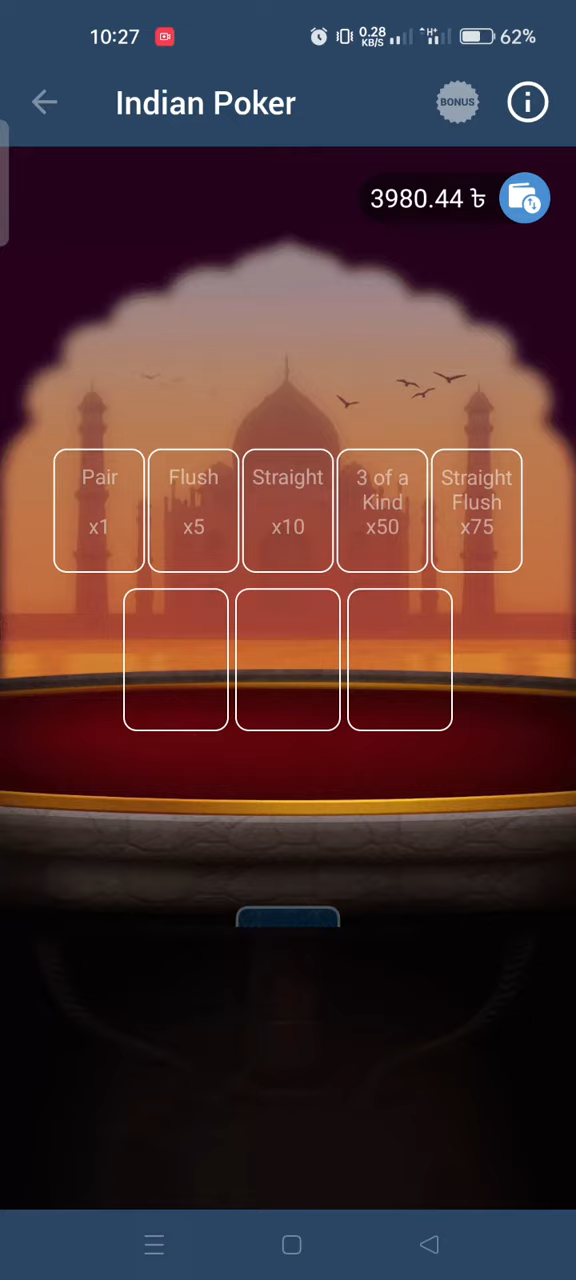 10:27
0.28
KB/S
H+
62%
Indian Poker
BONUS
3980.44 ৳
Pair
x1
Flush
x5
Straight
x10
3 of a
Kind
x50
Straight
Flush
x75